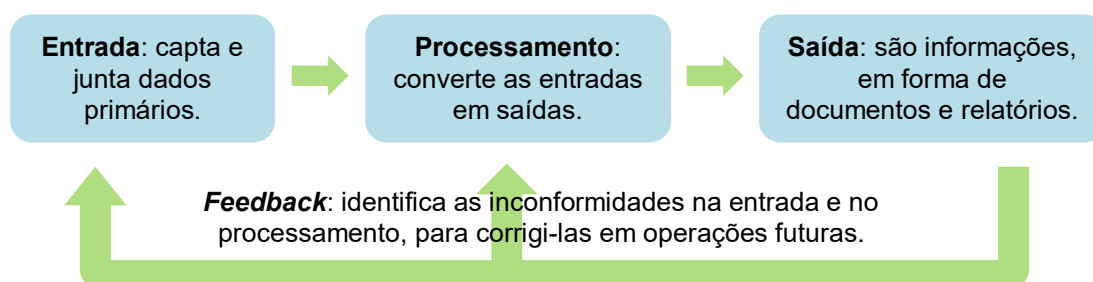 Entrada: capta e
junta dados
primários.
Processamento:
converte as entradas
em saídas.
Saída: são informações,
em forma de
documentos e relatórios.
Feedback: identifica as inconformidades na entrada e no
processamento, para corrigi-las em operações futuras.